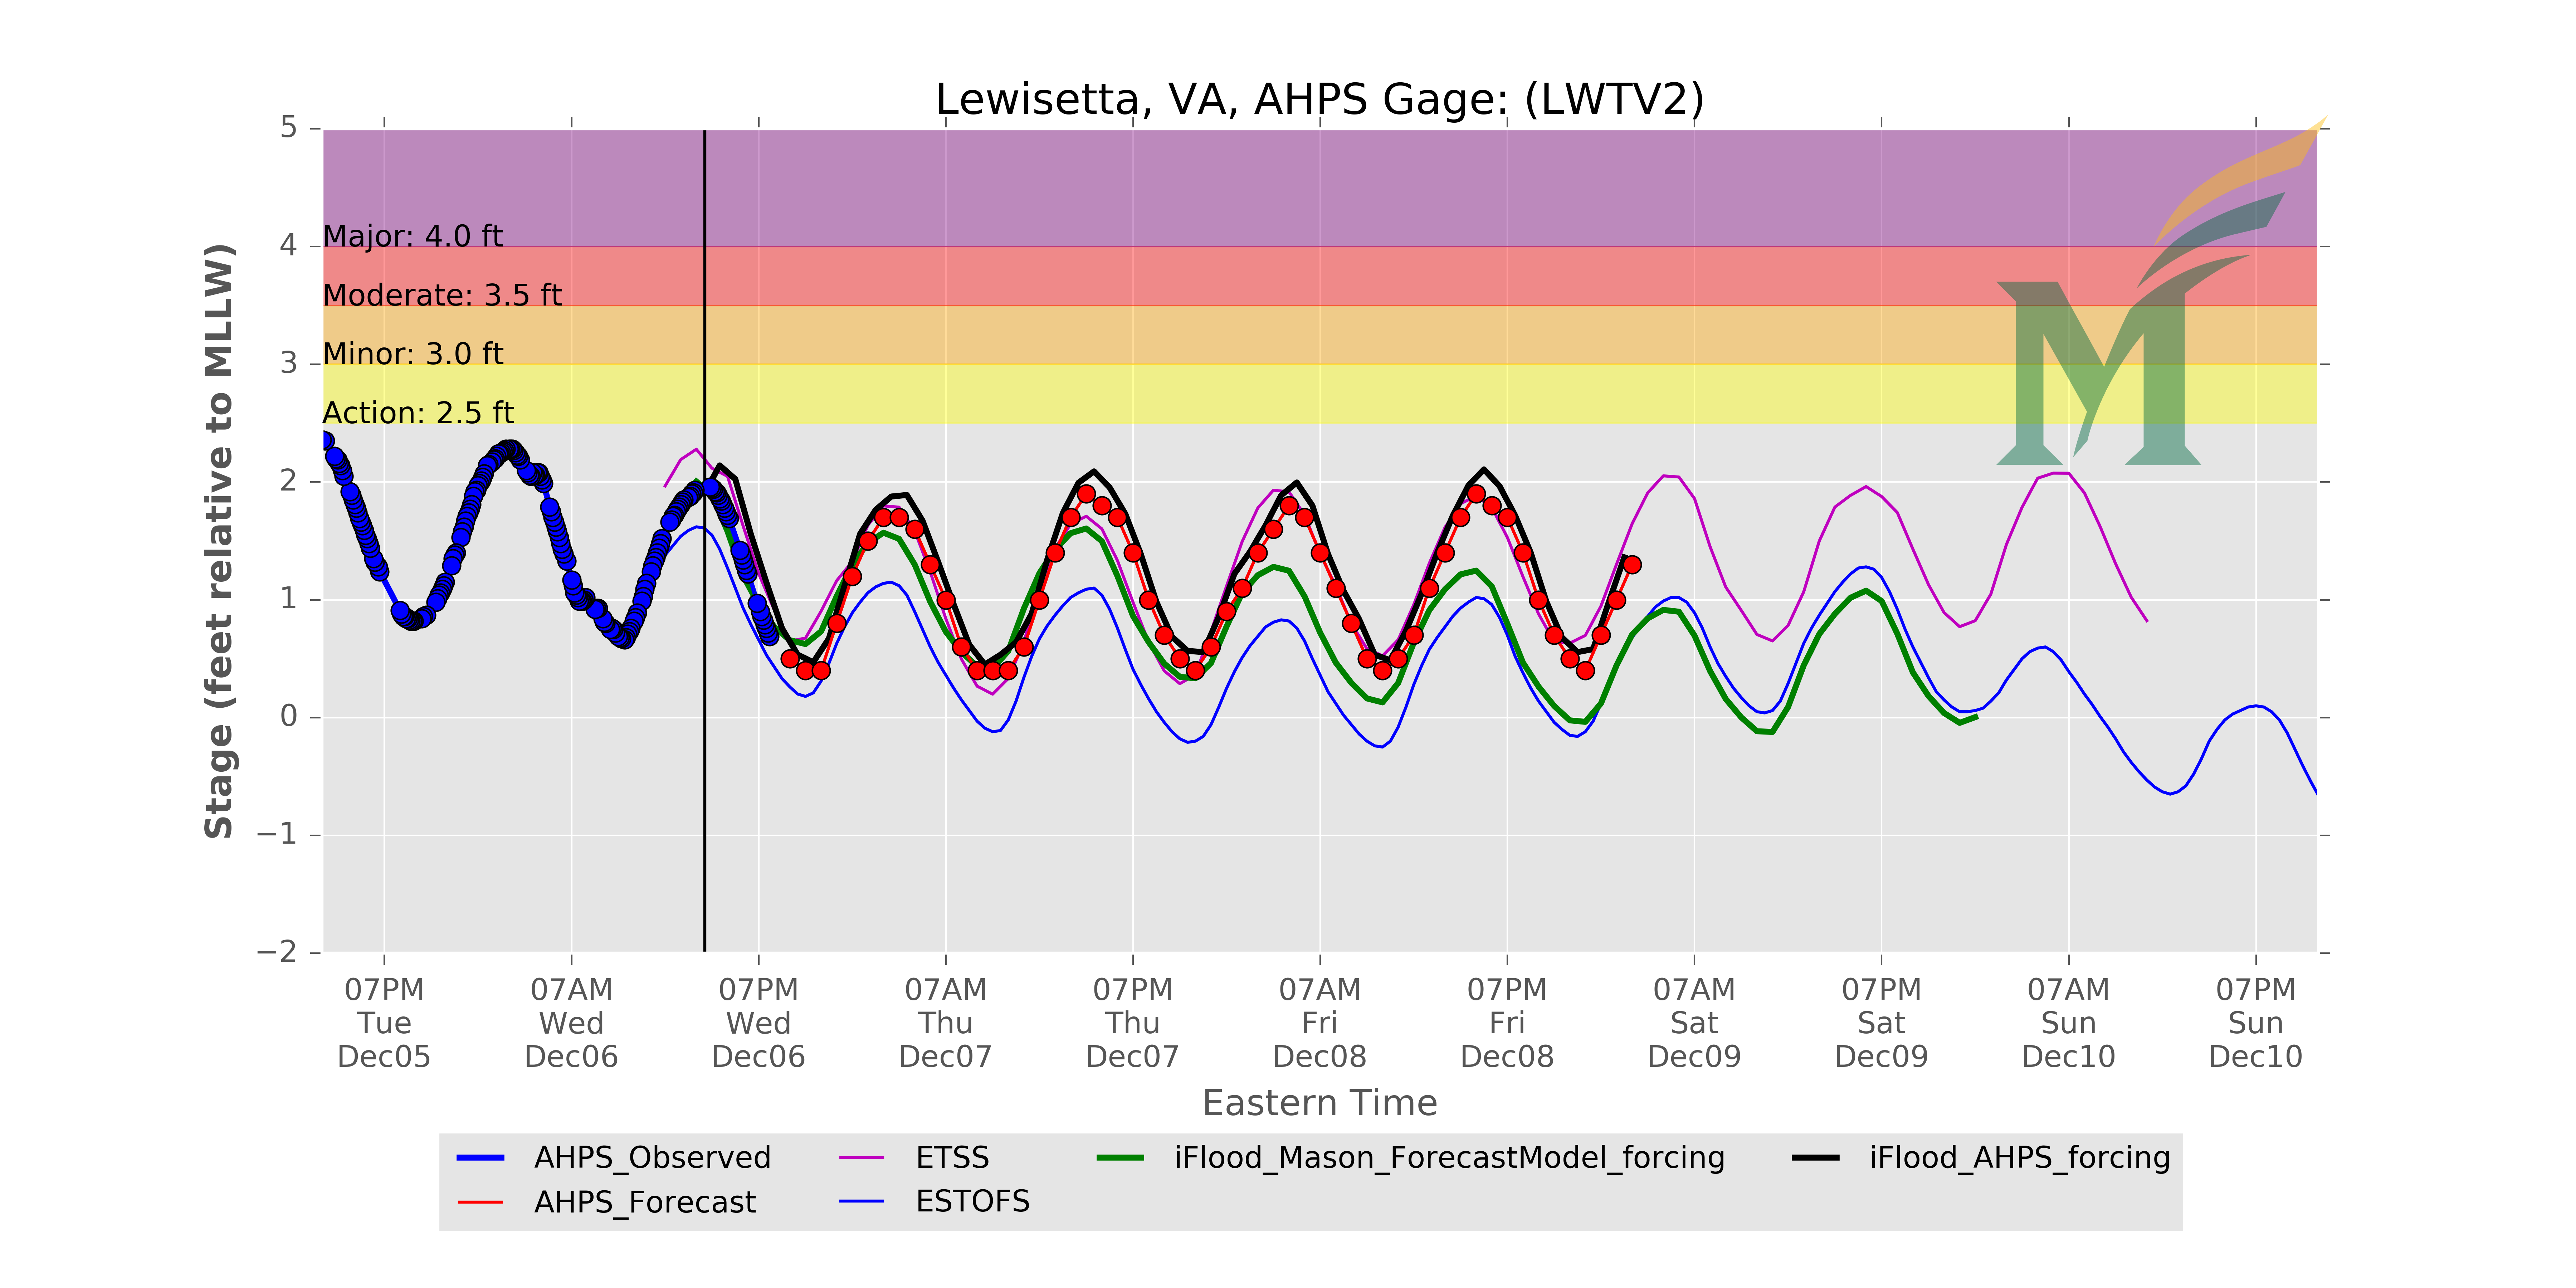 Lewisetta, VA, AHPS Gage: (LWTV2)
5
4
3
2
1
0
−1
−2
Stage (feet relative to MLLW)
Major: 4.0 ft
Moderate: 3.5 ft
Minor: 3.0 ft
Action: 2.5 ft
M
07PM 07AM 07PM 07AM 07PM 07AM 07PM 07AM 07PM 07AM 07PM
Tue Wed Wed Thu Thu Fri Fri Sat Sat Sun Sun
Dec05 Dec06 Dec06 Dec07 Dec07 Dec08 Dec08 Dec09 Dec09 Dec10 Dec10
Eastern Time
AHPS_Observed ETSS iFlood_Mason_ForecastModel_forcing iFlood_AHPS_forcing
AHPS_Forecast ESTOFS